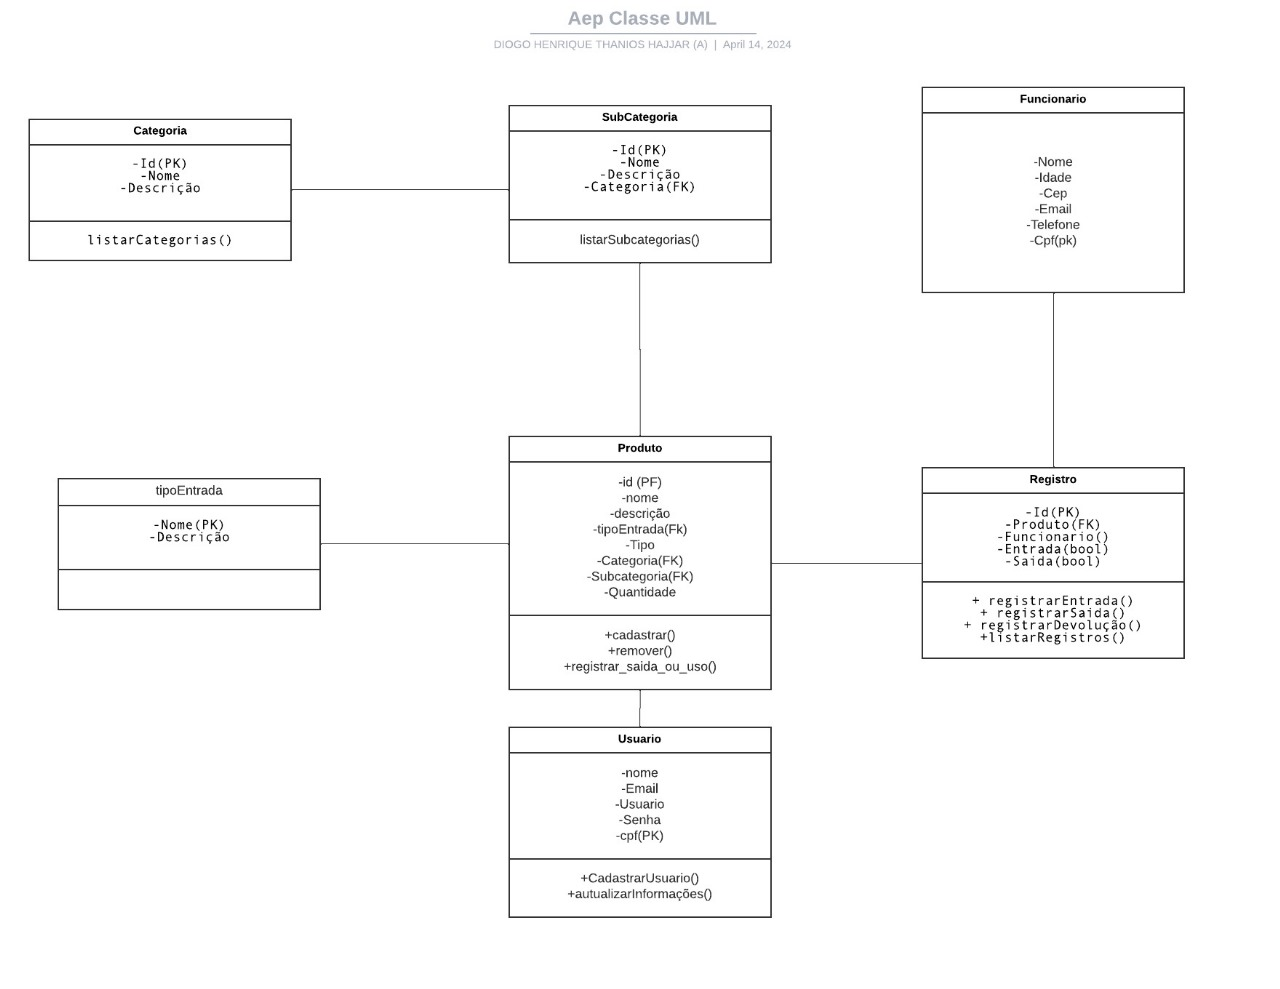 Aep Classe UML
DIOGO HENRIQUE THANIOS HAJJAR (A) | April 14, 2024
Categoria
-Id(PK)
-Nome
-Descrição
listarCategorias()
SubCategoria
-Id(PK)
-Nome
-Descrição
-Categoria(FK)
listarSubcategorias()
Funcionario
-Nome
-Idade
-Cep
-Email
-Telefone
-Cpf(pk)
tipoEntrada
-Nome(PK)
-Descrição
Produto
-id (PF)
-nome
-descrição
-tipoEntrada(Fk)
-Tipo
-Categoria(FK)
-Subcategoria(FK)
-Quantidade
+cadastrar()
+remover()
+registrar_saida_ou_uso()
Registro
-Id(PK)
-Produto(FK)
-Funcionario()
-Entrada(bool)
-Saida(bool)
+ registrarEntrada()
+ registrarSaida()
+ registrarDevolução()
+listarRegistros()
Usuario
-nome
-Email
-Usuario
-Senha
-cpf(PK)
+CadastrarUsuario()
+autualizarInformações()